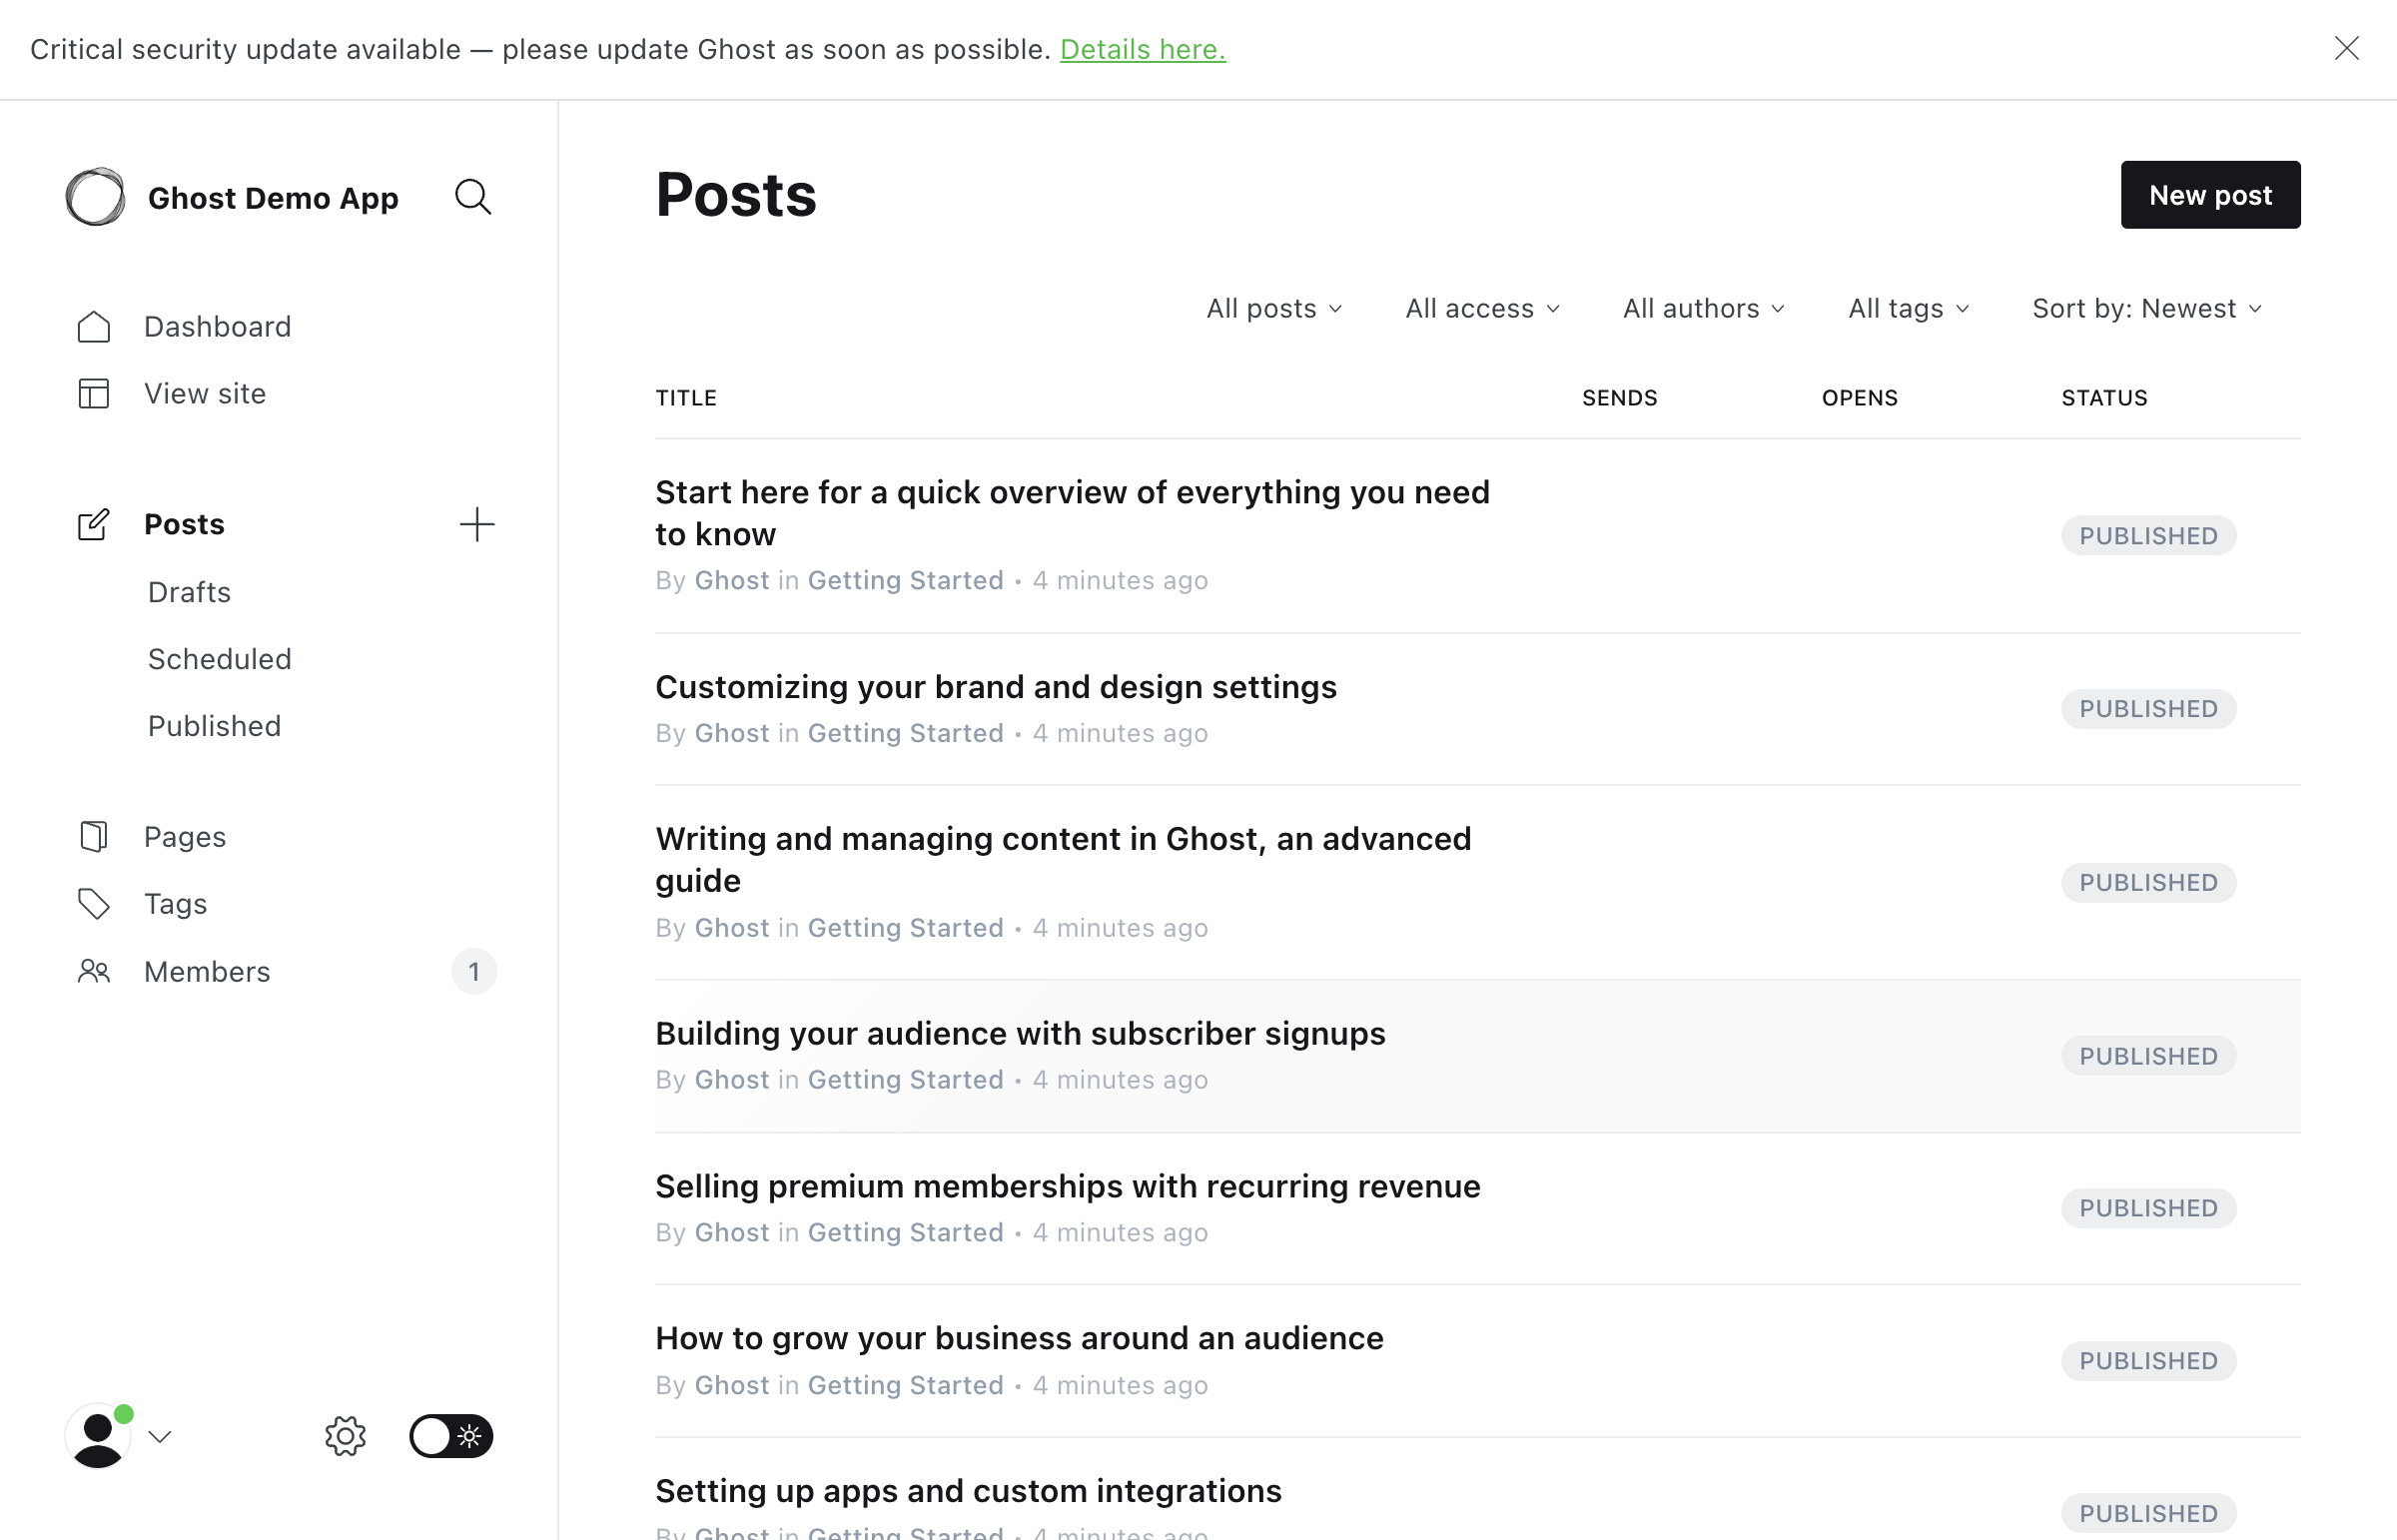 Critical security update available — please update Ghost as soon as possible. Details here.
Ghost Demo App
Dashboard
View site
Posts
Drafts
Scheduled
Published
Pages
Tags
Members 1
Posts
New post
All posts All access All authors All tags Sort by: Newest
TITLE SENDS OPENS STATUS
Start here for a quick overview of everything you need
to know
By Ghost in Getting Started • 4 minutes ago
PUBLISHED
Customizing your brand and design settings
By Ghost in Getting Started • 4 minutes ago
PUBLISHED
Writing and managing content in Ghost, an advanced
guide
By Ghost in Getting Started • 4 minutes ago
PUBLISHED
Building your audience with subscriber signups
By Ghost in Getting Started • 4 minutes ago
PUBLISHED
Selling premium memberships with recurring revenue
By Ghost in Getting Started • 4 minutes ago
PUBLISHED
How to grow your business around an audience
By Ghost in Getting Started • 4 minutes ago
PUBLISHED
Setting up apps and custom integrations
By Ghost in Getting Started • 4 minutes ago
PUBLISHED